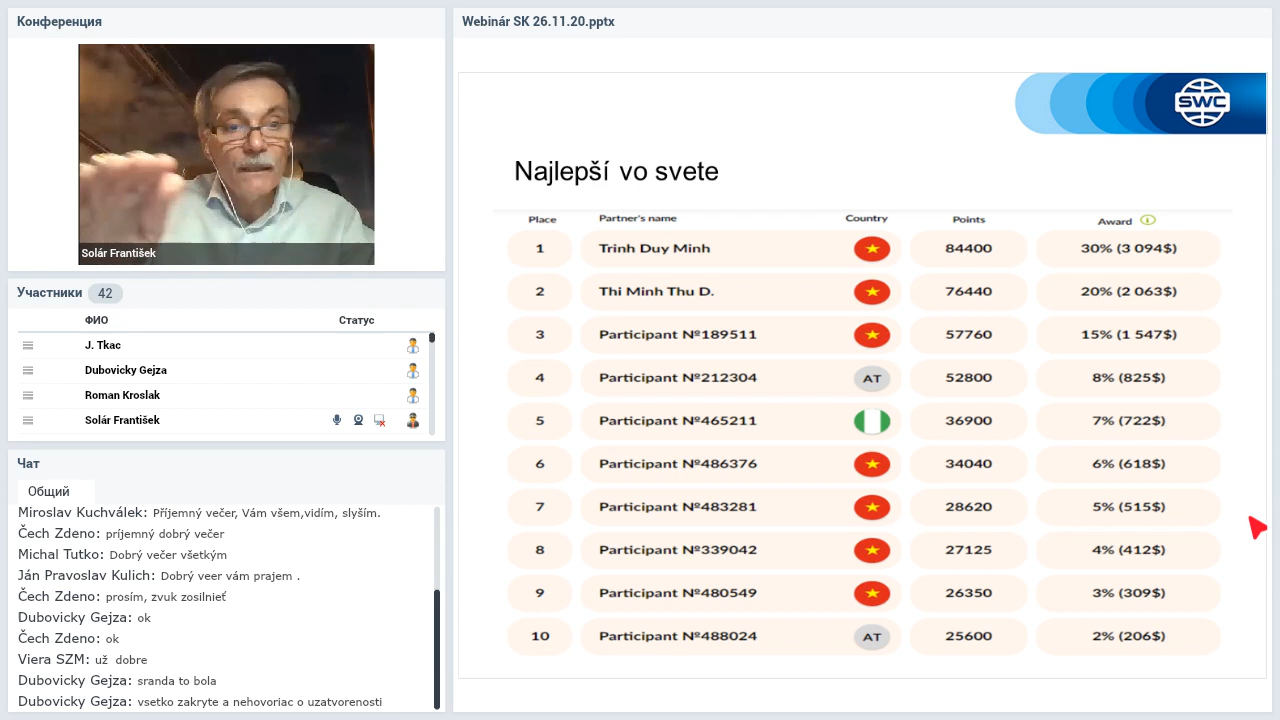 Конференция
Solár František
Участники 42
ФИО Статус
J. Tkac
Dubovicky Gejza
Roman Kroslak
Solár František
Чат
Общий
Miroslav Kuchválek: Příjemný večer, Vám všem,vidím, slyším.
Čech Zdeno: príjemný dobrý večer
Michal Tutko: Dobrý večer všetkým
Ján Pravoslav Kulich: Dobrý veer vám prajem .
Čech Zdeno: prosím, zvuk zosilnieť
Dubovicky Gejza: ok
Čech Zdeno: ok
Viera SZM: už dobre
Dubovicky Gejza: sranda to bola
Dubovicky Gejza: vsetko zakryte a nehovoriac o uzatvorenosti
Webinár SK 26.11.20.pptx
SWC
Najlepší vo svete
Place Partner's name Country Points Award
1 Trinh Duy Minh 84400 30% (3 094$)
2 Thi Minh Thu D. 76440 20% (2 063$)
3 Participant №189511 57760 15% (1 547$)
4 Participant №212304 AT 52800 8% (825$)
5 Participant №465211 36900 7% (722$)
6 Participant №486376 34040 6% (618$)
7 Participant №483281 28620 5% (515$)
8 Participant №339042 27125 4% (412$)
9 Participant №480549 26350 3% (309$)
10 Participant №488024 AT 25600 2% (206$)